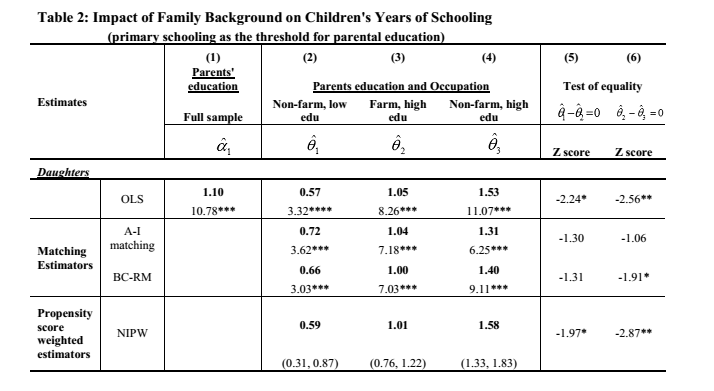 Table 2: Impact of Family Background on Children's Years of Schooling
(primary schooling as the threshold for parental education)
(1) (2) (3) (4) (5) (6)
Parents' education
Parents education and Occupation
Test of equality
Estimates
Full sample
Non-farm, low edu
Farm, high edu
Non-farm, high edu
θ̂₁-θ̂₂=0 θ̂₂-θ̂₃=0
α̂₁ θ̂₁ θ̂₂ θ̂₃ Z score Z score
Daughters
OLS 1.10 0.57 1.05 1.53 -2.24* -2.56**
10.78*** 3.32**** 8.26*** 11.07***
Matching Estimators
A-I matching 0.72 1.04 1.31 -1.30 -1.06
3.62*** 7.18*** 6.25***
BC-RM 0.66 1.00 1.40 -1.31 -1.91*
3.03*** 7.03*** 9.11***
Propensity score weighted estimators
NIPW 0.59 1.01 1.58 -1.97* -2.87**
(0.31, 0.87) (0.76, 1.22) (1.33, 1.83)